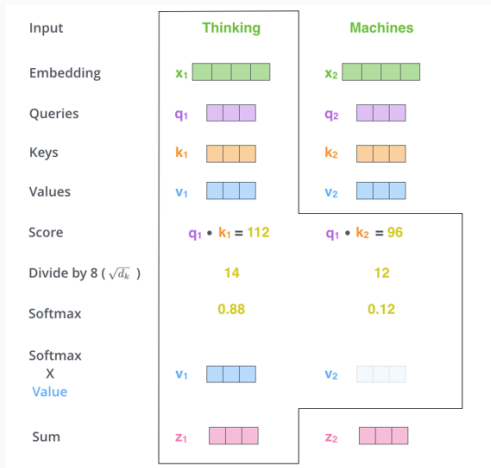 Input Thinking Machines
Embedding x₁ x₂
Queries q₁ q₂
Keys k₁ k₂
Values v₁ v₂
Score q₁ • k₁ = 112 q₁ • k₂ = 96
Divide by 8 ( √dₖ ) 14 12
Softmax 0.88 0.12
Softmax
X
Value v₁ v₂
Sum z₁ z₂